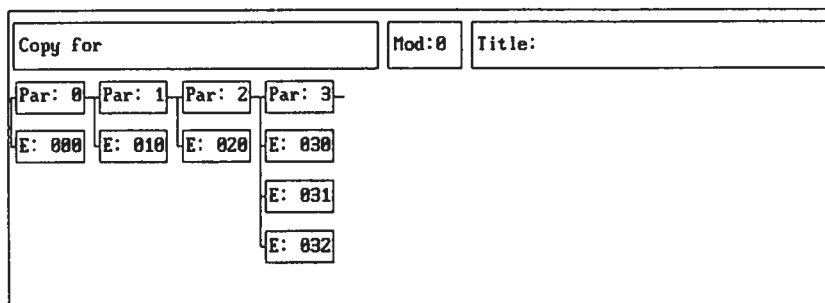 Copy for Mod:0 Title:
Par: 0 Par: 1 Par: 2 Par: 3
E: 000 E: 010 E: 020 E: 030
E: 031
E: 032